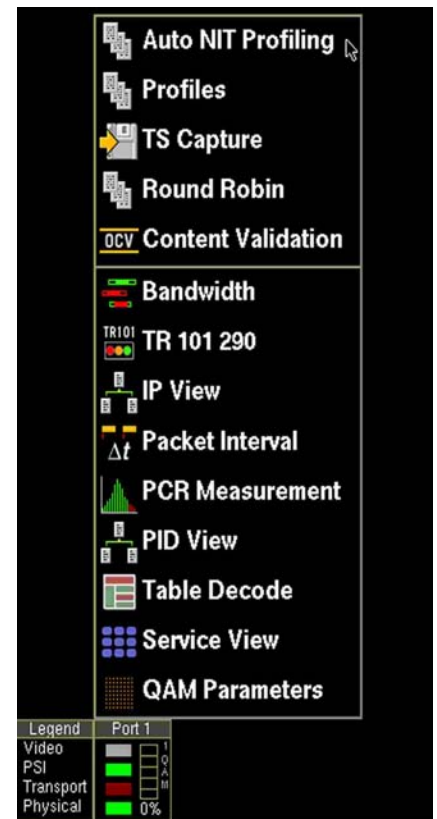 Auto NIT Profiling
Profiles
TS Capture
Round Robin
OCV Content Validation
Bandwidth
TR101 TR 101 290
IP View
Δt Packet Interval
PCR Measurement
PID View
Table Decode
Service View
QAM Parameters
Legend Port 1
Video 1
PSI Q
Transport A
Physical 0% M